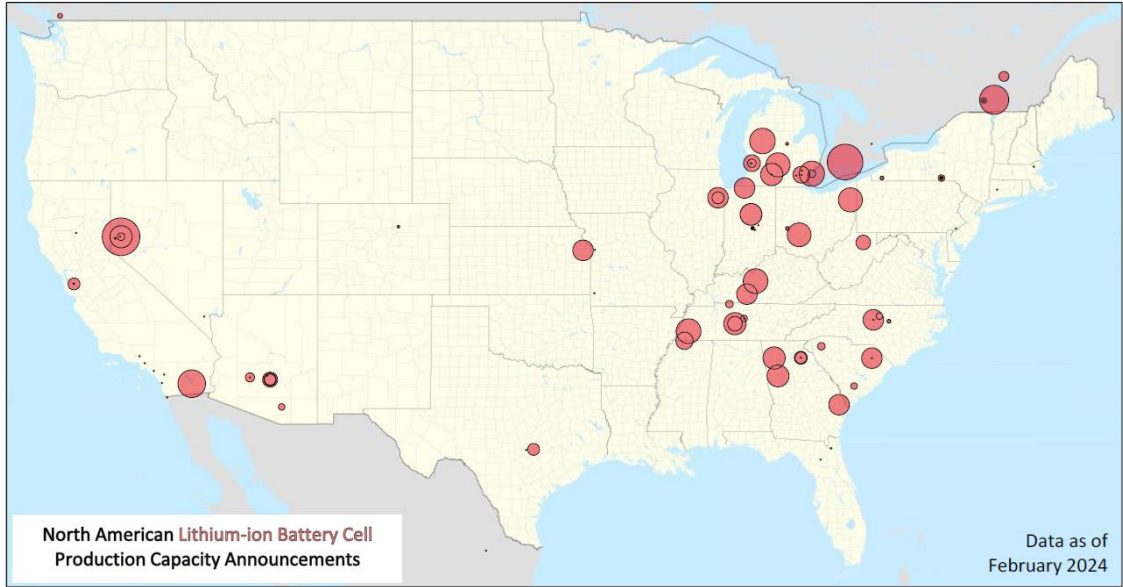 North American Lithium-ion Battery Cell
Production Capacity Announcements
Data as of
February 2024